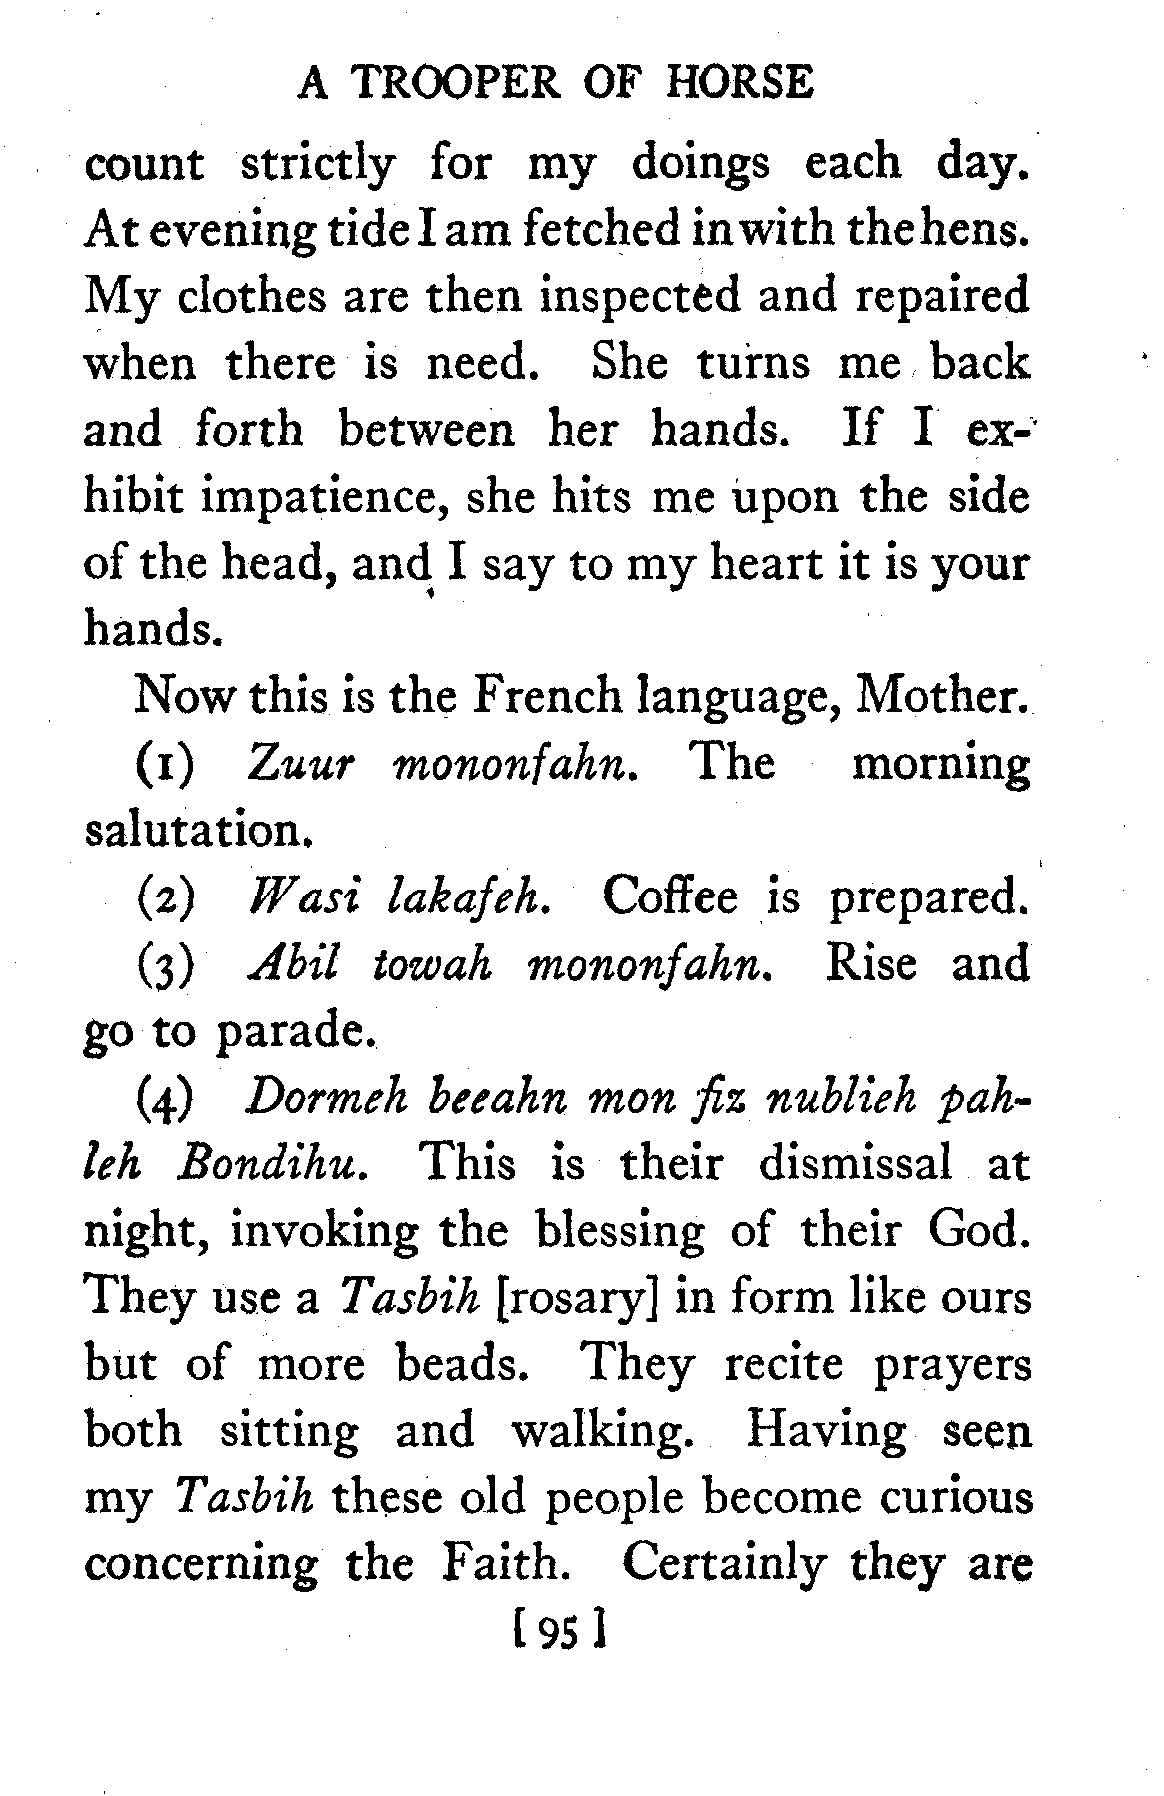 A TROOPER OF HORSE
count strictly for my doings each day.
At evening tide I am fetched in with the hens.
My clothes are then inspected and repaired
when there is need. She turns me back
and forth between her hands. If I ex-
hibit impatience, she hits me upon the side
of the head, and I say to my heart it is your
hands.
Now this is the French language, Mother.
(1) Zuur mononfahn. The morning
salutation.
(2) Wasi lakafeh. Coffee is prepared.
(3) Abil towah mononfahn. Rise and
go to parade.
(4) Dormeh beeahn mon fiz nublieh pah-
leh Bondihu. This is their dismissal at
night, invoking the blessing of their God.
They use a Tasbih [rosary] in form like ours
but of more beads. They recite prayers
both sitting and walking. Having seen
my Tasbih these old people become curious
concerning the Faith. Certainly they are
[ 95 ]